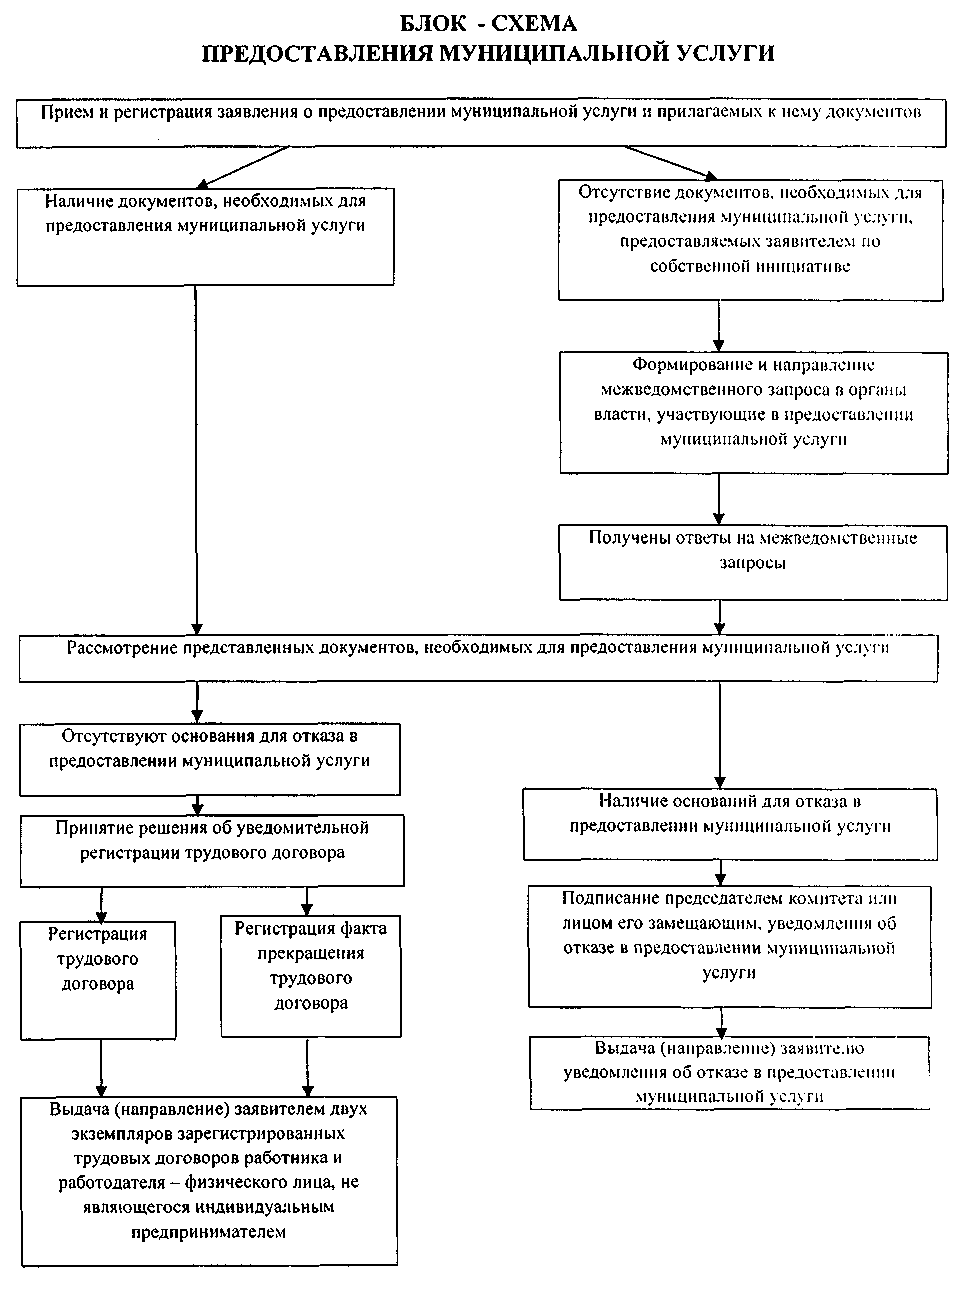 БЛОК - СХЕМА
ПРЕДОСТАВЛЕНИЯ МУНИЦИПАЛЬНОЙ УСЛУГИ
Прием и регистрация заявления о предоставлении муниципальной услуги и прилагаемых к нему документов
Наличие документов, необходимых для
предоставления муниципальной услуги
Отсутствие документов, необходимых для
предоставления муниципальной услуги,
предоставляемых заявителем по
собственной инициативе
Формирование и направление
межведомственного запроса в органы
власти, участвующие в предоставлении
муниципальной услуги
Получены ответы на межведомственные
запросы
Рассмотрение представленных документов, необходимых для предоставления муниципальной услуги
Отсутствуют основания для отказа в
предоставлении муниципальной услуги
Принятие решения об уведомительной
регистрации трудового договора
Регистрация
трудового
договора
Регистрация факта
прекращения
трудового
договора
Выдача (направление) заявителем двух
экземпляров зарегистрированных
трудовых договоров работника и
работодателя – физического лица, не
являющегося индивидуальным
предпринимателем
Наличие оснований для отказа в
предоставлении муниципальной услуги
Подписание председателем комитета или
лицом его замещающим, уведомления об
отказе в предоставлении муниципальной
услуги
Выдача (направление) заявителю
уведомления об отказе в предоставлении
муниципальной услуги